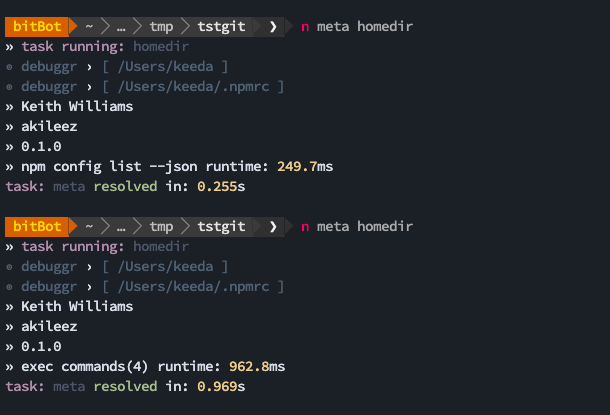 bitBot ~ … tmp tstgit ❯ n meta homedir
» task running: homedir
⊙ debuggr › [ /Users/keeda ]
⊙ debuggr › [ /Users/keeda/.npmrc ]
» Keith Williams
» akileez
» 0.1.0
» npm config list --json runtime: 249.7ms
task: meta resolved in: 0.255s
bitBot ~ … tmp tstgit ❯ n meta homedir
» task running: homedir
⊙ debuggr › [ /Users/keeda ]
⊙ debuggr › [ /Users/keeda/.npmrc ]
» Keith Williams
» akileez
» 0.1.0
» exec commands(4) runtime: 962.8ms
task: meta resolved in: 0.969s